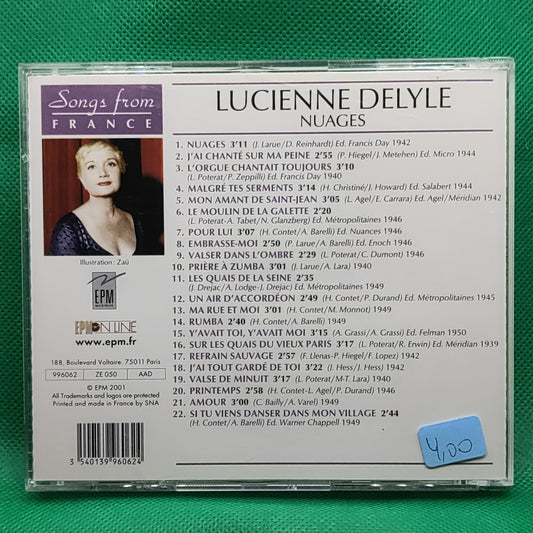 Songs from
FRANCE
LUCIENNE DELYLE
NUAGES
1. NUAGES 3'11 (J. Larue/D. Reinhardt) Ed. Francis Day 1942
2. J'AI CHANTÉ SUR MA PEINE 2'55 (P. Hiegel/J. Metehen) Ed. Micro 1944
3. L'ORGUE CHANTAIT TOUJOURS 3'10
(L. Poterat/P. Zeppilli) Ed. Francis Day 1940
4. MALGRÉ TES SERMENTS 3'14 (H. Christiné/J. Howard) Ed. Salabert 1944
5. MON AMANT DE SAINT-JEAN 3'05 (L. Agel/E. Carrara) Ed. Agel/Méridian 1942
6. LE MOULIN DE LA GALETTE 2'20
(L. Poterat-A. Tabet/N. Glanzberg) Ed. Métropolitaines 1946
7. POUR LUI 3'07 (H. Contet/A. Barelli) Ed. Nuances 1946
8. EMBRASSE-MOI 2'50 (P. Larue/A. Barelli) Ed. Enoch 1946
9. VALSER DANS L'OMBRE 2'29 (L. Poterat/C. Dumont) 1946
10. PRIÈRE À ZUMBA 3'01 (J. Larue/A. Lara) 1940
11. LES QUAIS DE LA SEINE 2'35
(J. Drejac/A. Lodge-J. Drejac) Ed. Métropolitaines 1949
12. UN AIR D'ACCORDÉON 2'49 (H. Contet/P. Durand) Ed. Métropolitaines 1945
13. MA RUE ET MOI 3'01 (H. Contet/M. Monnot) 1949
14. RUMBA 2'40 (H. Contet/A. Barelli) 1949
15. Y'AVAIT TOI, Y'AVAIT MOI 3'15 (A. Grassi/A. Grassi) Ed. Felman 1950
16. SUR LES QUAIS DU VIEUX PARIS 3'17 (L. Poterat/R. Erwin) Ed. Méridian 1939
17. REFRAIN SAUVAGE 2'57 (F. Llenas-P. Hiegel/F. Lopez) 1942
18. J'AI TOUT GARDÉ DE TOI 3'22 (J. Hess/J. Hess) 1942
19. VALSE DE MINUIT 3'17 (L. Poterat/M-T. Lara) 1940
20. PRINTEMPS 2'58 (H. Contet-L. Agel/P. Durand) 1946
21. AMOUR 3'00 (C. Bailly/A. Varel) 1949
22. SI TU VIENS DANSER DANS MON VILLAGE 2'44
(H. Contet/A. Barelli) Ed. Warner Chappell 1949
Illustration : Zaü
EPM
EPM ON LINE
www.epm.fr
188, Boulevard Voltaire. 75011 Paris
996062 ZE 050 AAD
© EPM 2001
All Trademarks and logos are protected
Printed and made in France by SNA
3 540139 960624
4,00